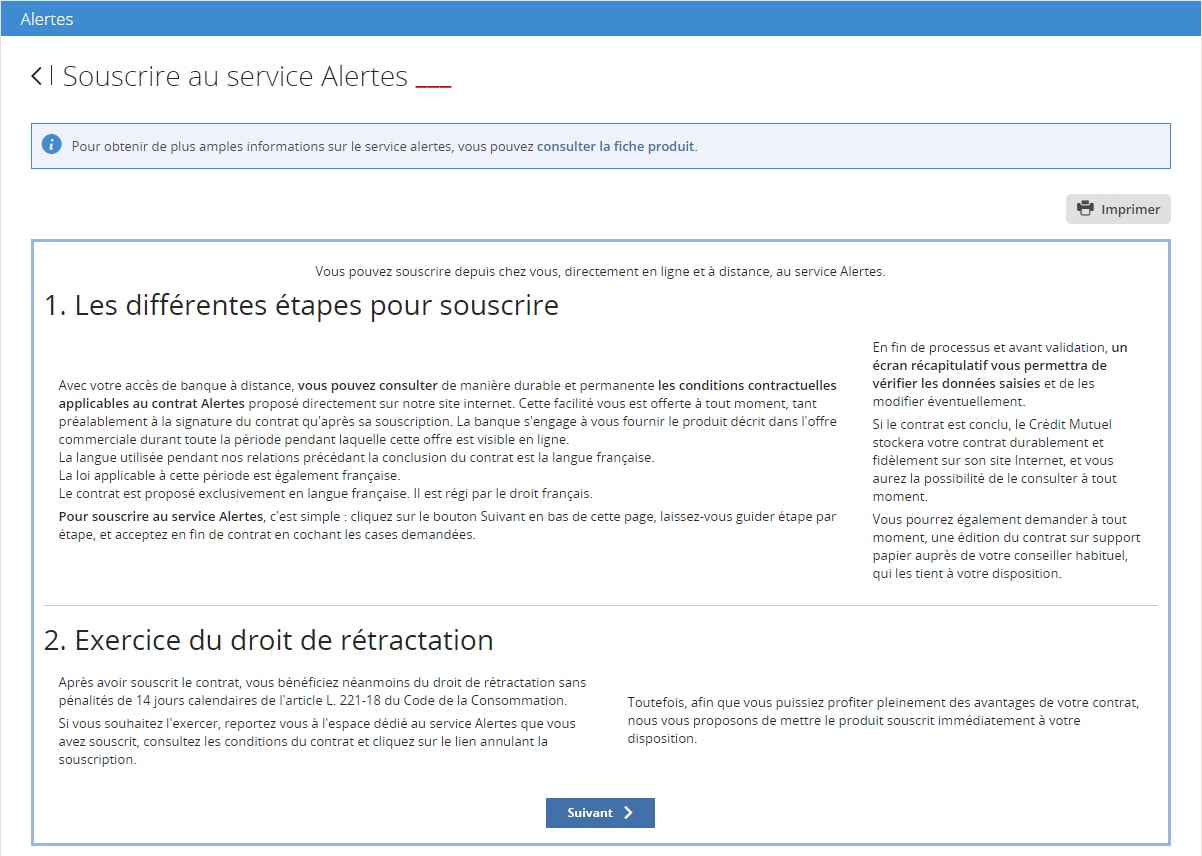 Alertes
Souscrire au service Alertes
Pour obtenir de plus amples informations sur le service alertes, vous pouvez consulter la fiche produit.
Imprimer
Vous pouvez souscrire depuis chez vous, directement en ligne et à distance, au service Alertes.
1. Les différentes étapes pour souscrire
Avec votre accès de banque à distance, vous pouvez consulter de manière durable et permanente les conditions contractuelles
applicables au contrat Alertes proposé directement sur notre site internet. Cette facilité vous est offerte à tout moment, tant
préalablement à la signature du contrat qu'après sa souscription. La banque s'engage à vous fournir le produit décrit dans l'offre
commerciale durant toute la période pendant laquelle cette offre est visible en ligne.
La langue utilisée pendant nos relations précédant la conclusion du contrat est la langue française.
La loi applicable à cette période est également française.
Le contrat est proposé exclusivement en langue française. Il est régi par le droit français.
Pour souscrire au service Alertes, c'est simple : cliquez sur le bouton Suivant en bas de cette page, laissez-vous guider étape par
étape, et acceptez en fin de contrat en cochant les cases demandées.
En fin de processus et avant validation, un
écran récapitulatif vous permettra de
vérifier les données saisies et de les
modifier éventuellement.
Si le contrat est conclu, le Crédit Mutuel
stockera votre contrat durablement et
fidèlement sur son site Internet, et vous
aurez la possibilité de le consulter à tout
moment.
Vous pourrez également demander à tout
moment, une édition du contrat sur support
papier auprès de votre conseiller habituel,
qui les tient à votre disposition.
2. Exercice du droit de rétractation
Après avoir souscrit le contrat, vous bénéficiez néanmoins du droit de rétractation sans
pénalités de 14 jours calendaires de l'article L. 221-18 du Code de la Consommation.
Si vous souhaitez l'exercer, reportez vous à l'espace dédié au service Alertes que vous
avez souscrit, consultez les conditions du contrat et cliquez sur le lien annulant la
souscription.
Toutefois, afin que vous puissiez profiter pleinement des avantages de votre contrat,
nous vous proposons de mettre le produit souscrit immédiatement à votre
disposition.
Suivant